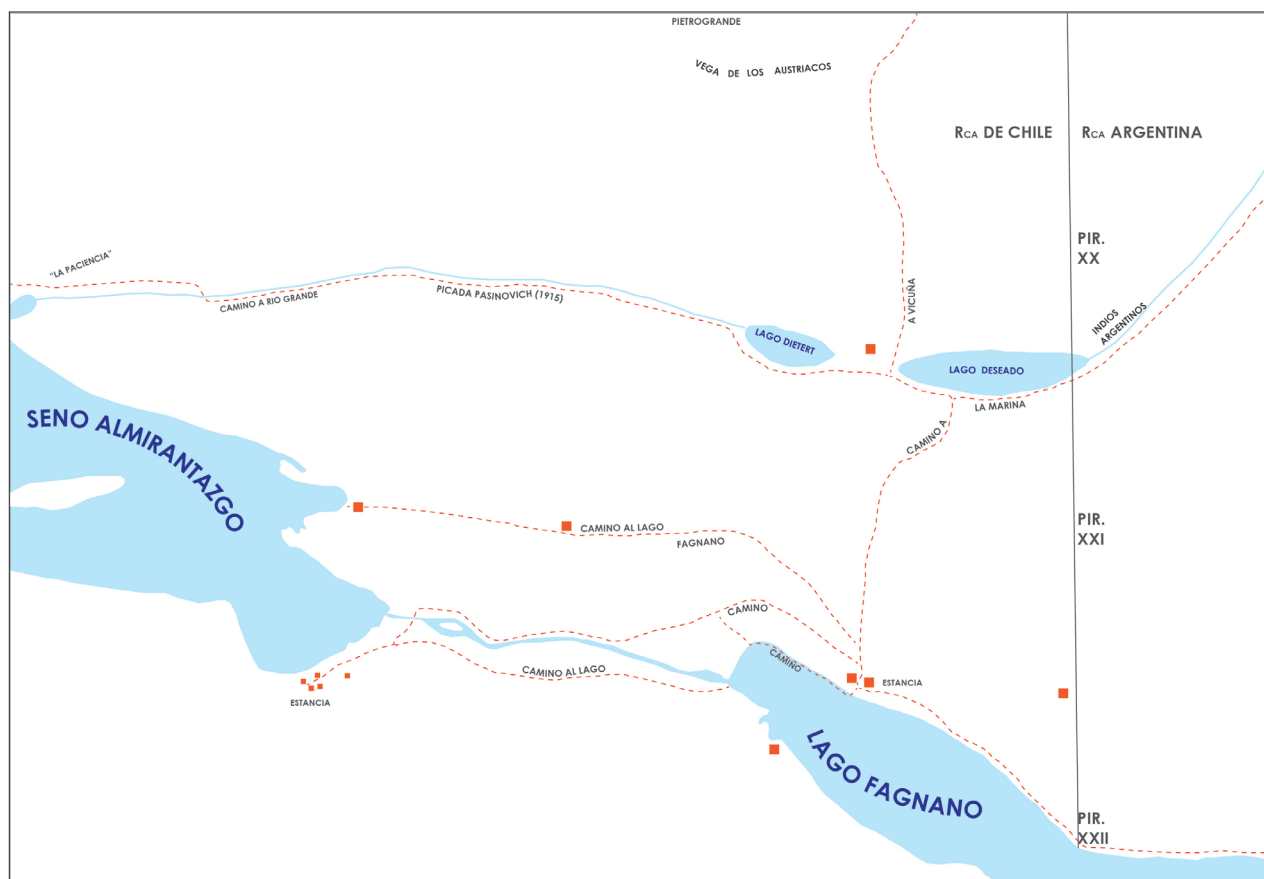 PIETROGRANDE
VEGA DE LOS AUSTRIACOS
RCA DE CHILE
RCA ARGENTINA
PIR.
XX
"LA PACIENCIA"
CAMINO A RIO GRANDE
PICADA PASINOVICH (1915)
A VICUÑA
INDIOS
ARGENTINOS
LAGO DIETERT
LAGO DESEADO
LA MARINA
SENO ALMIRANTAZGO
CAMINO A
CAMINO AL LAGO
FAGNANO
PIR.
XXI
CAMINO
CAMINO
CAMINO AL LAGO
ESTANCIA
ESTANCIA
LAGO FAGNANO
PIR.
XXII